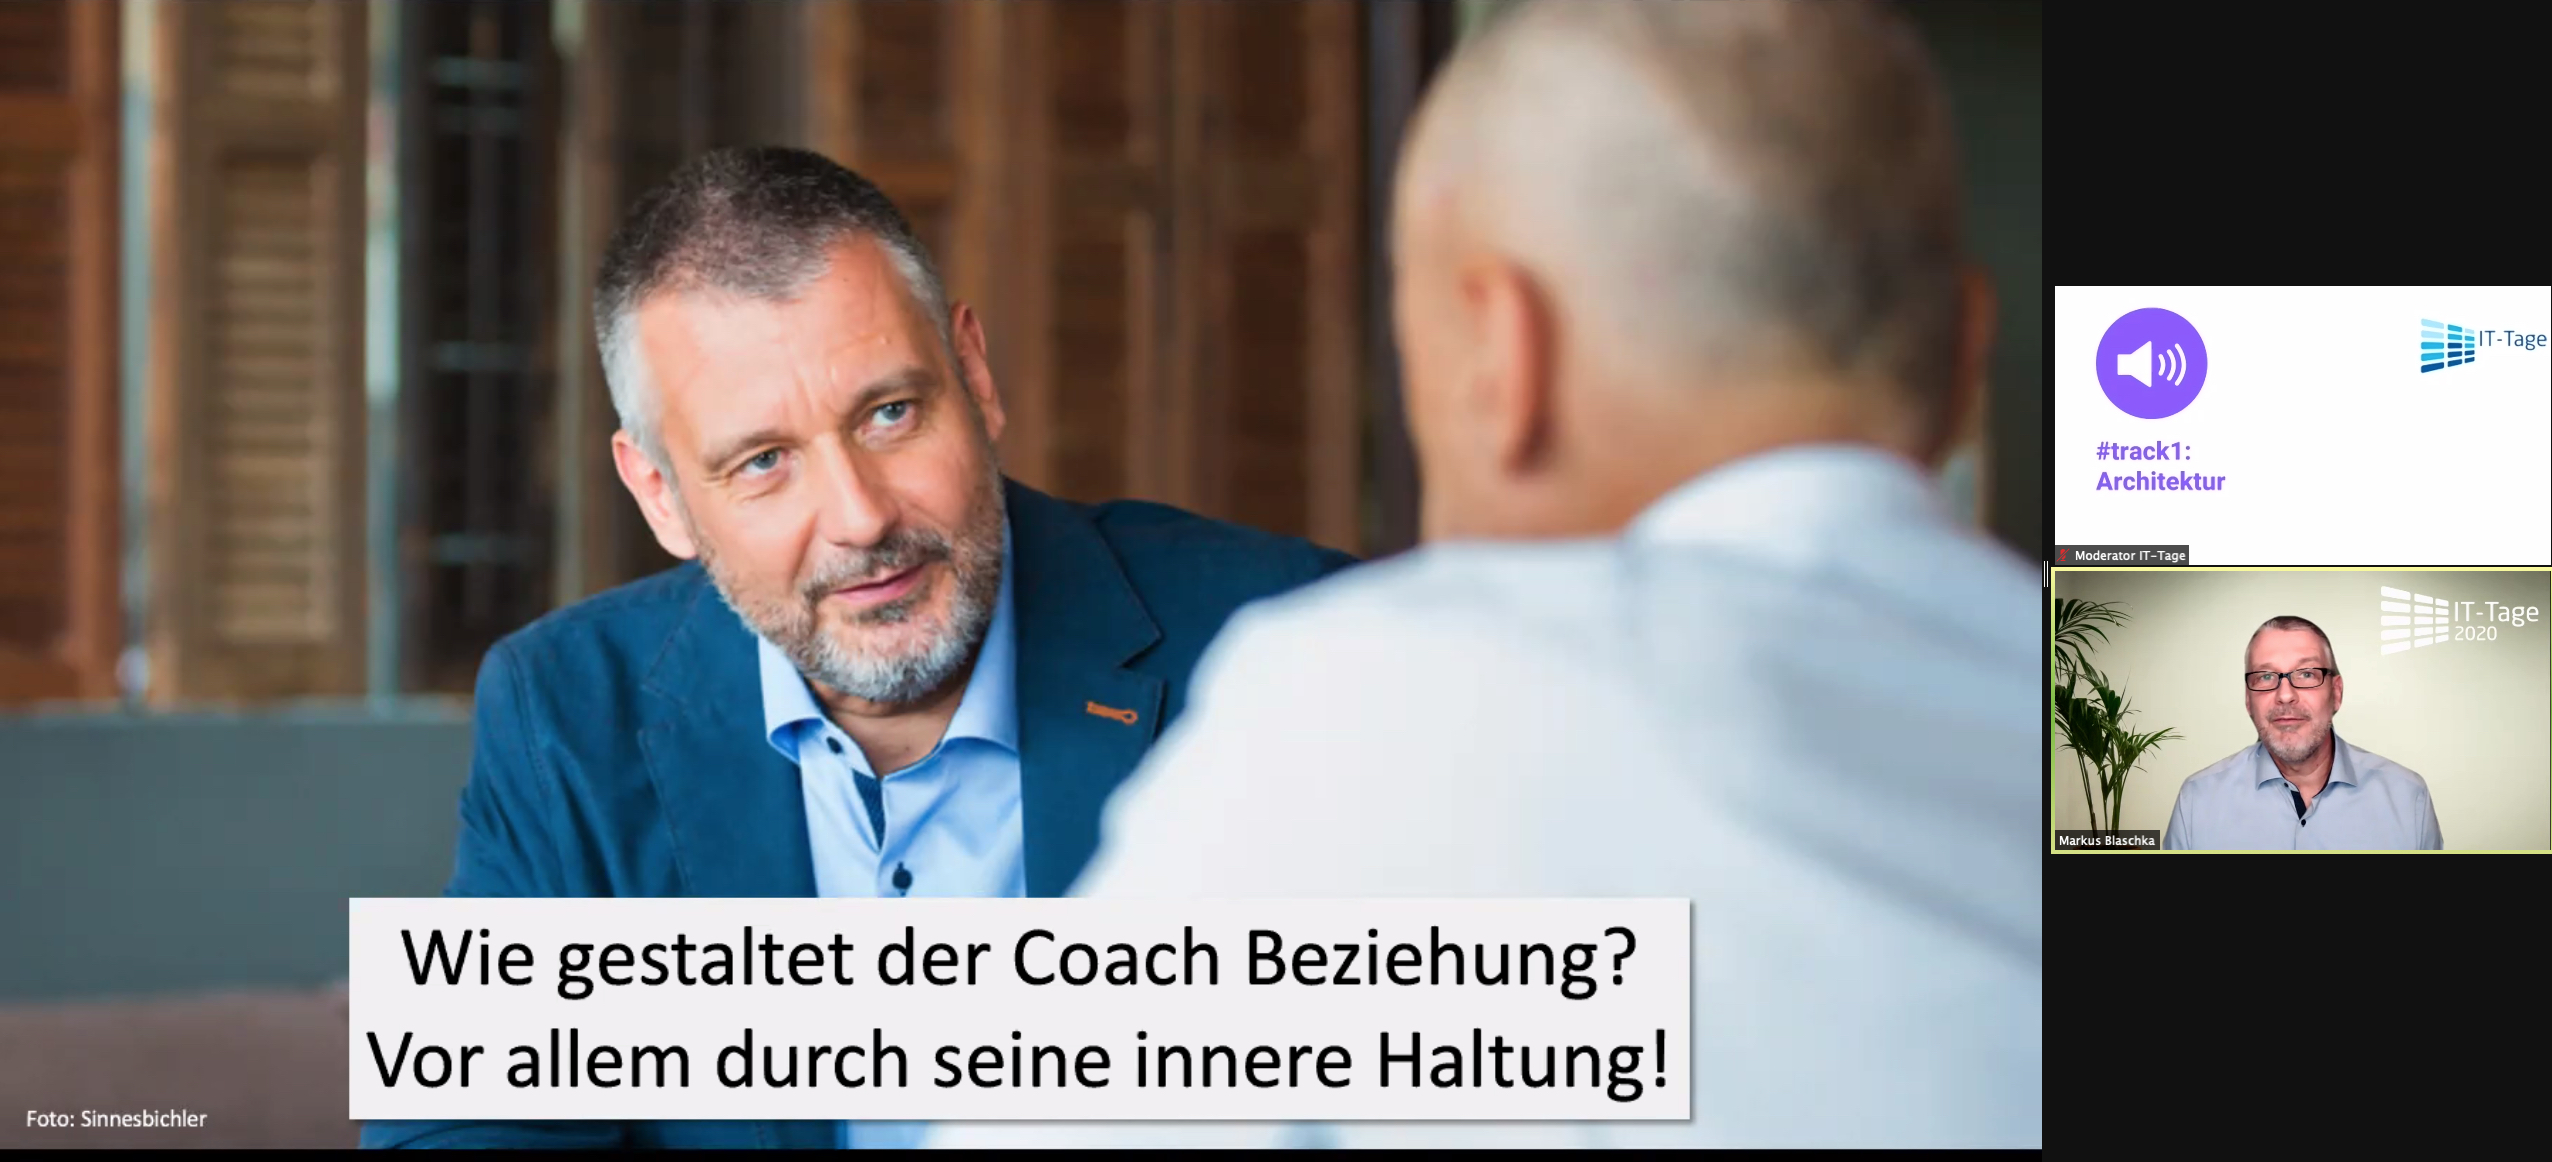 Wie gestaltet der Coach Beziehung?
Vor allem durch seine innere Haltung!
Foto: Sinnesbichler
IT-Tage
#track1:
Architektur
Moderator IT-Tage
IT-Tage
2020
Markus Blaschka